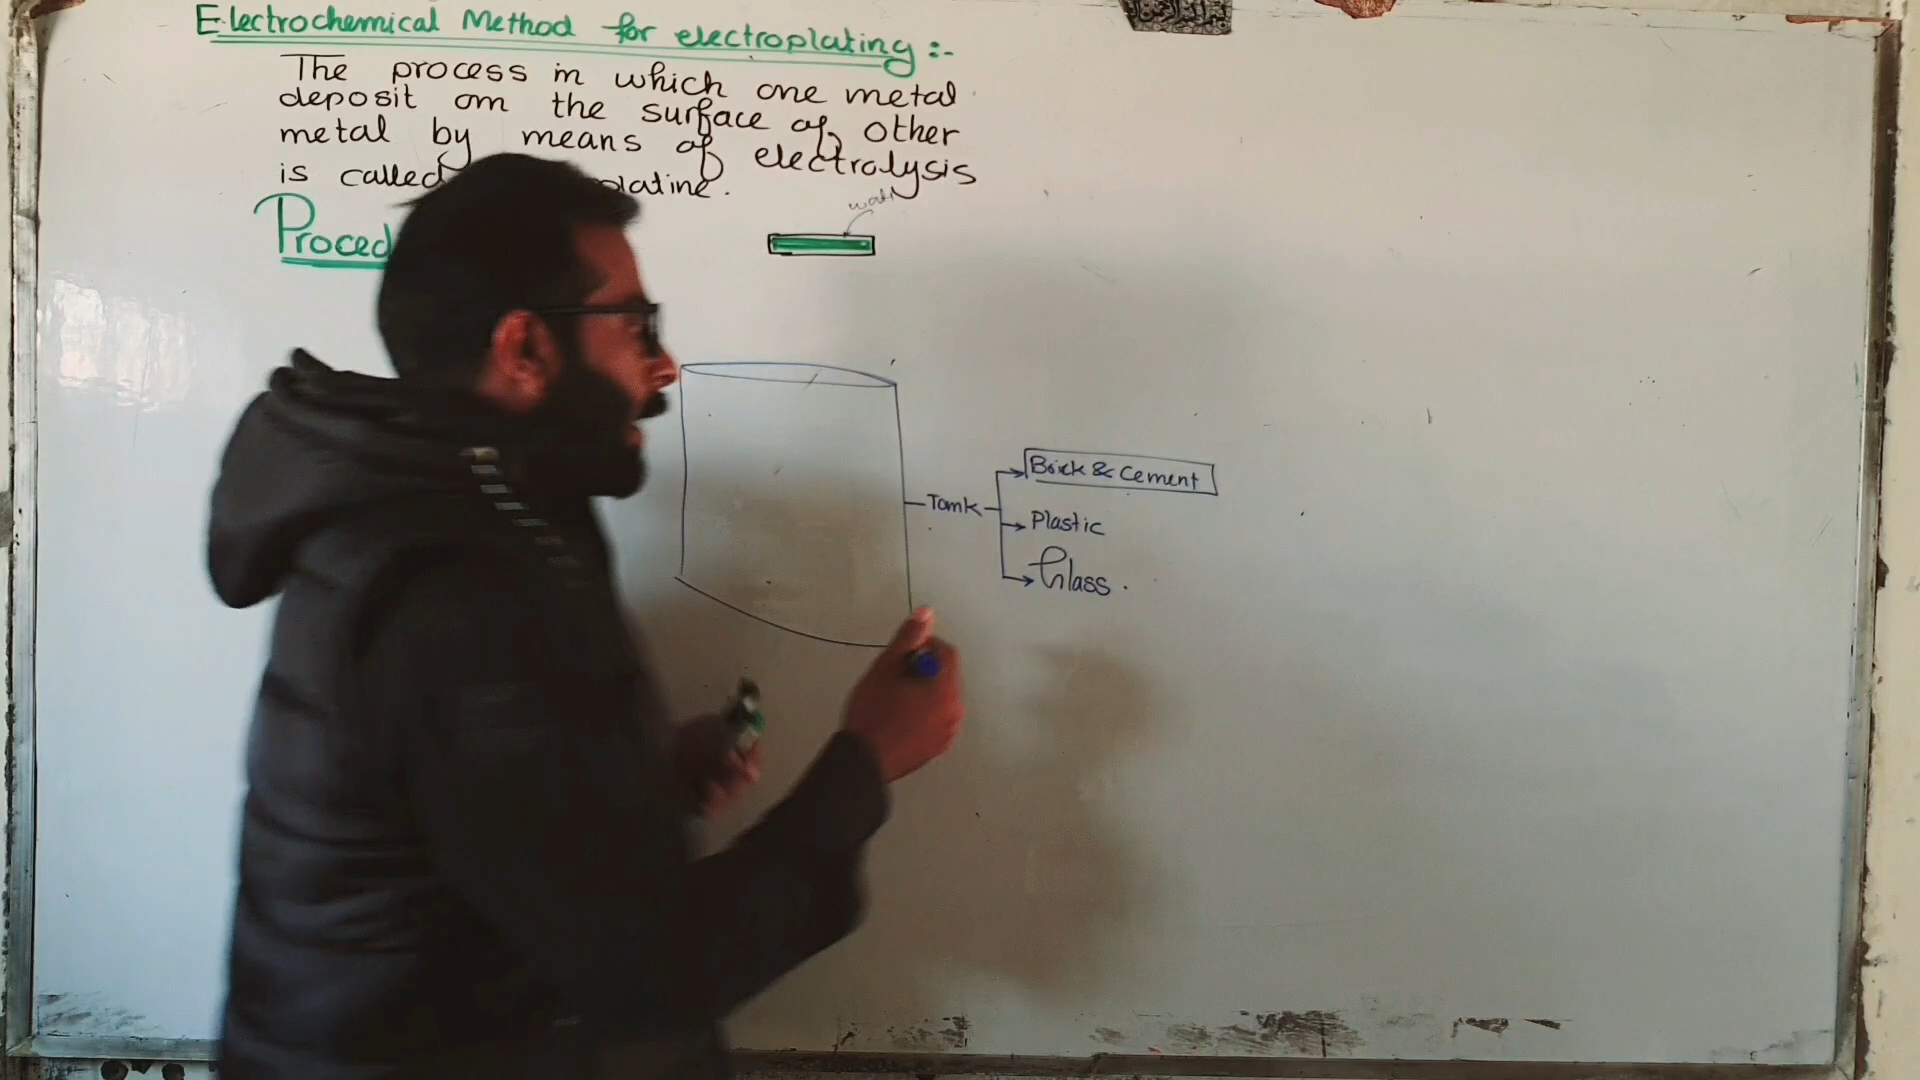 Electrochemical Method for electroplating :-
The process in which one metal
deposit on the surface of other
metal by means of electrolysis
is called platine.
Proced
Tank
Brick & Cement
Plastic
Glass.